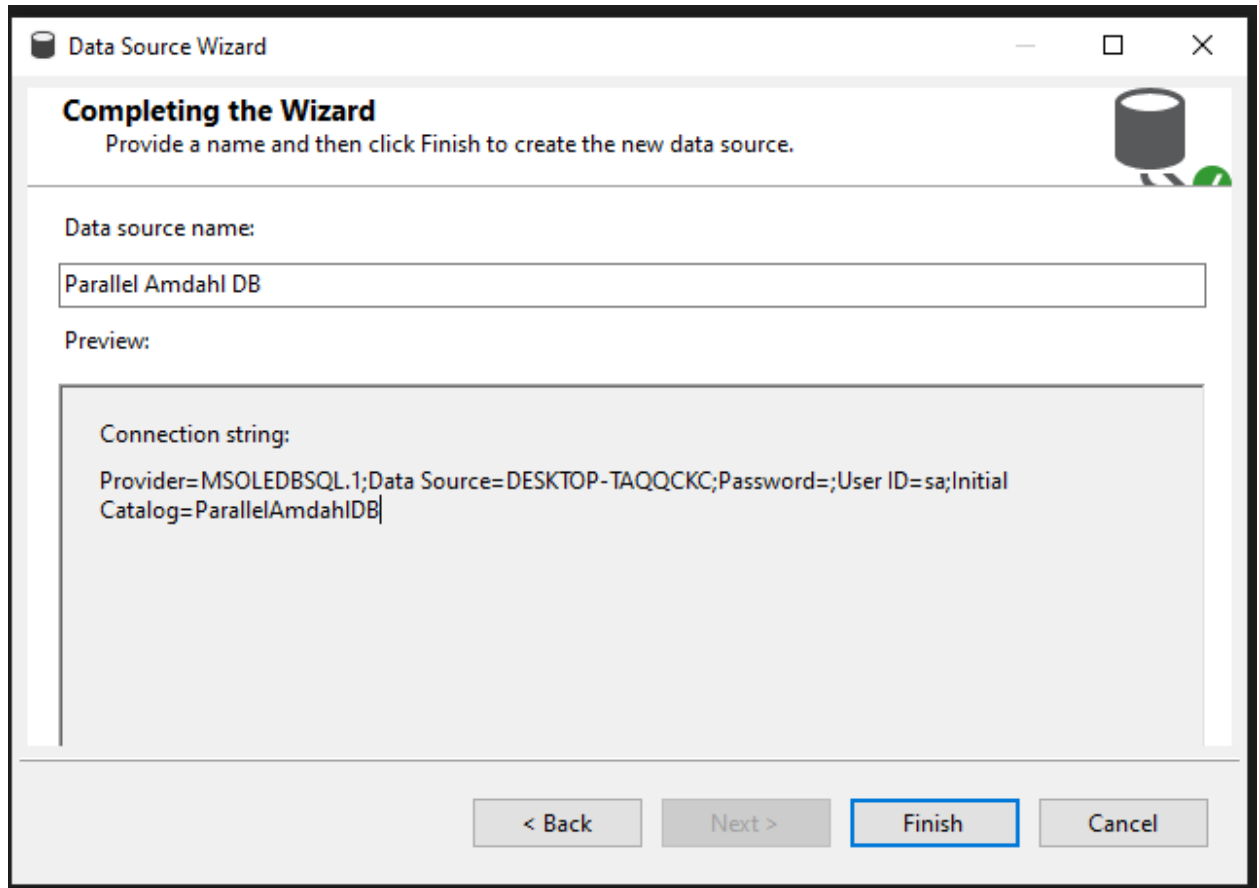 Data Source Wizard
Completing the Wizard
Provide a name and then click Finish to create the new data source.
Data source name:
Parallel Amdahl DB
Preview:
Connection string:
Provider=MSOLEDBSQL.1;Data Source=DESKTOP-TAQQCKC;Password=;User ID=sa;Initial
Catalog=ParallelAmdahlDB
< Back
Next >
Finish
Cancel